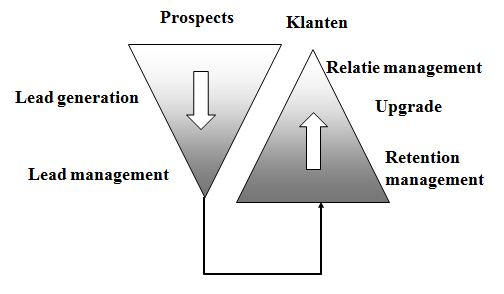 Prospects
Klanten
Relatie management
Lead generation
Upgrade
Lead management
Retention
management